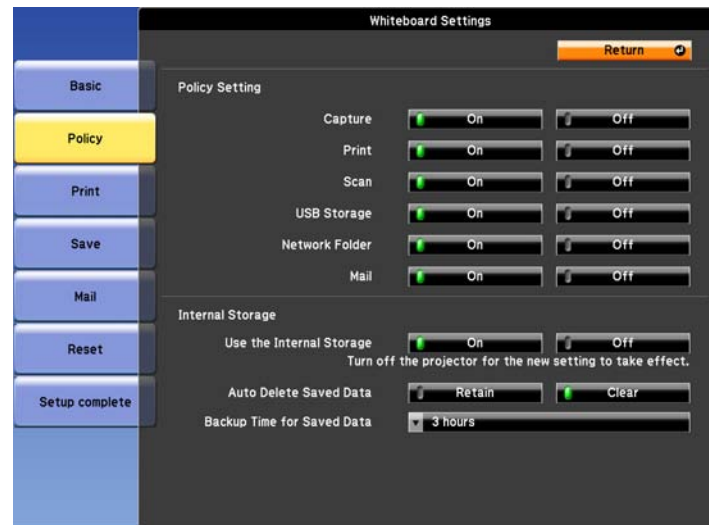 Whiteboard Settings
Return
Basic
Policy
Print
Save
Mail
Reset
Setup complete
Policy Setting
Capture On Off
Print On Off
Scan On Off
USB Storage On Off
Network Folder On Off
Mail On Off
Internal Storage
Use the Internal Storage On Off
Turn off the projector for the new setting to take effect.
Auto Delete Saved Data Retain Clear
Backup Time for Saved Data 3 hours